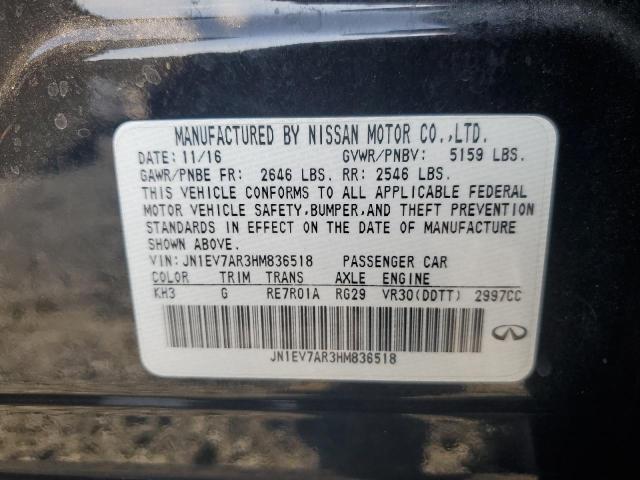 MANUFACTURED BY NISSAN MOTOR CO.,LTD.
DATE: 11/16 GVWR/PNBV: 5159 LBS.
GAWR/PNBE FR: 2646 LBS. RR: 2546 LBS.
THIS VEHICLE CONFORMS TO ALL APPLICABLE FEDERAL
MOTOR VEHICLE SAFETY,BUMPER,AND THEFT PREVENTION
STANDARDS IN EFFECT ON THE DATE OF MANUFACTURE
SHOWN ABOVE.
VIN: JN1EV7AR3HM836518 PASSENGER CAR
COLOR TRIM TRANS AXLE ENGINE
KH3 G RE7R01A RG29 VR30(DDTT) 2997CC
JN1EV7AR3HM836518